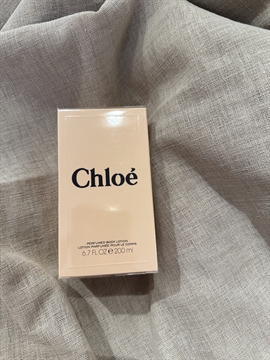 Chloé
PERFUMED BODY LOTION
LOTION PARFUMÉE POUR LE CORPS
6.7 FL OZ ℮ 200 ml